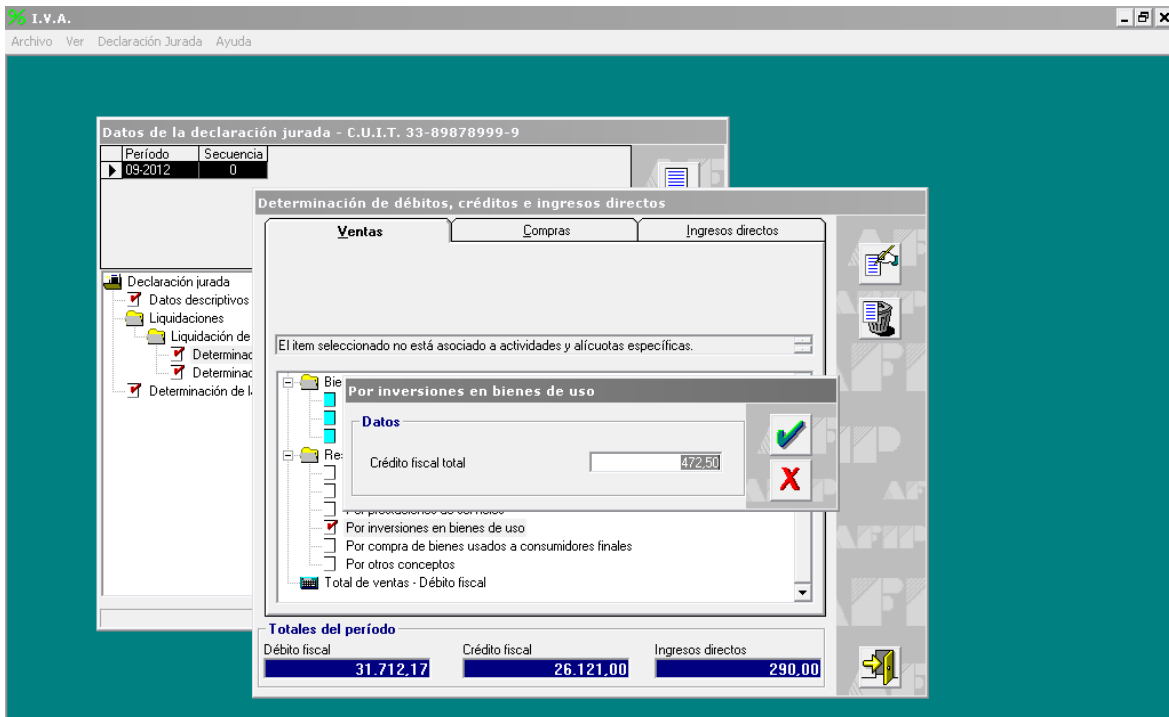 I.V.A.
Archivo Ver Declaración Jurada Ayuda
Datos de la declaración jurada - C.U.I.T. 33-89878999-9
Período Secuencia
09-2012 0
Determinación de débitos, créditos e ingresos directos
Ventas Compras Ingresos directos
Declaración jurada
Datos descriptivos
Liquidaciones
Liquidación de
Determinac
Determinac
Determinación de l
El item seleccionado no está asociado a actividades y alícuotas específicas.
Bie
Por inversiones en bienes de uso
Datos
Crédito fiscal total 472,50
Re
Por prestaciones de servicios
Por inversiones en bienes de uso
Por compra de bienes usados a consumidores finales
Por otros conceptos
Total de ventas - Débito fiscal
Totales del período
Débito fiscal Crédito fiscal Ingresos directos
31.712,17 26.121,00 290,00
AFIP